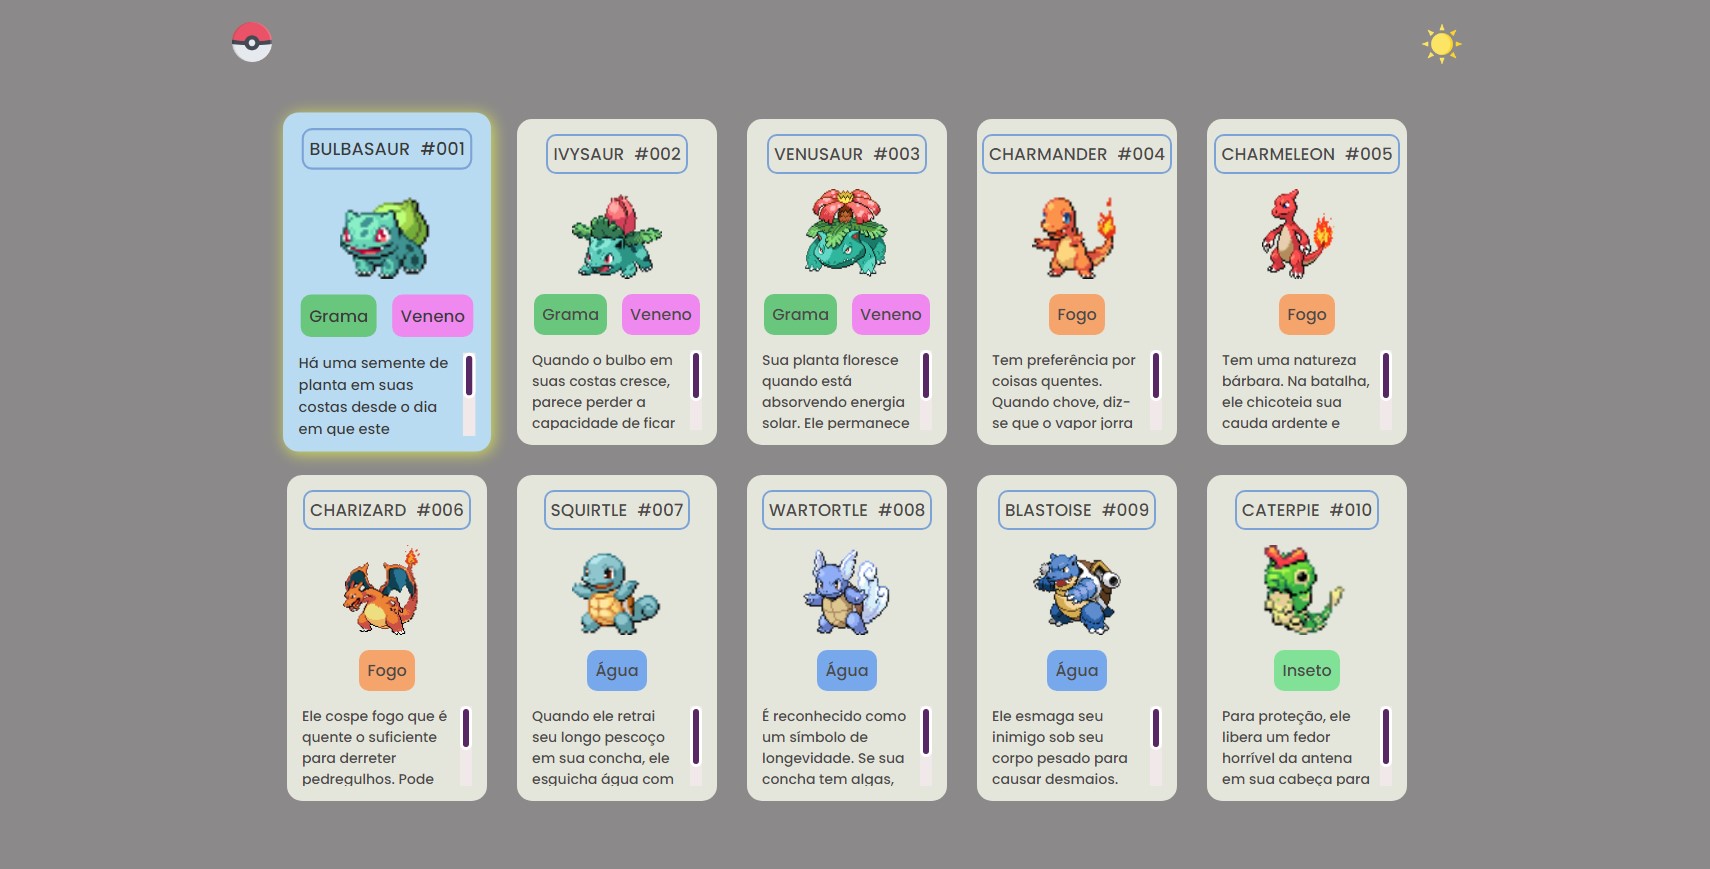 BULBASAUR #001
Grama Veneno
Há uma semente de
planta em suas
costas desde o dia
em que este
IVYSAUR #002
Grama Veneno
Quando o bulbo em
suas costas cresce,
parece perder a
capacidade de ficar
VENUSAUR #003
Grama Veneno
Sua planta floresce
quando está
absorvendo energia
solar. Ele permanece
CHARMANDER #004
Fogo
Tem preferência por
coisas quentes.
Quando chove, diz-
se que o vapor jorra
CHARMELEON #005
Fogo
Tem uma natureza
bárbara. Na batalha,
ele chicoteia sua
cauda ardente e
CHARIZARD #006
Fogo
Ele cospe fogo que é
quente o suficiente
para derreter
pedregulhos. Pode
SQUIRTLE #007
Água
Quando ele retrai
seu longo pescoço
em sua concha, ele
esguicha água com
WARTORTLE #008
Água
É reconhecido como
um símbolo de
longevidade. Se sua
concha tem algas,
BLASTOISE #009
Água
Ele esmaga seu
inimigo sob seu
corpo pesado para
causar desmaios.
CATERPIE #010
Inseto
Para proteção, ele
libera um fedor
horrível da antena
em sua cabeça para